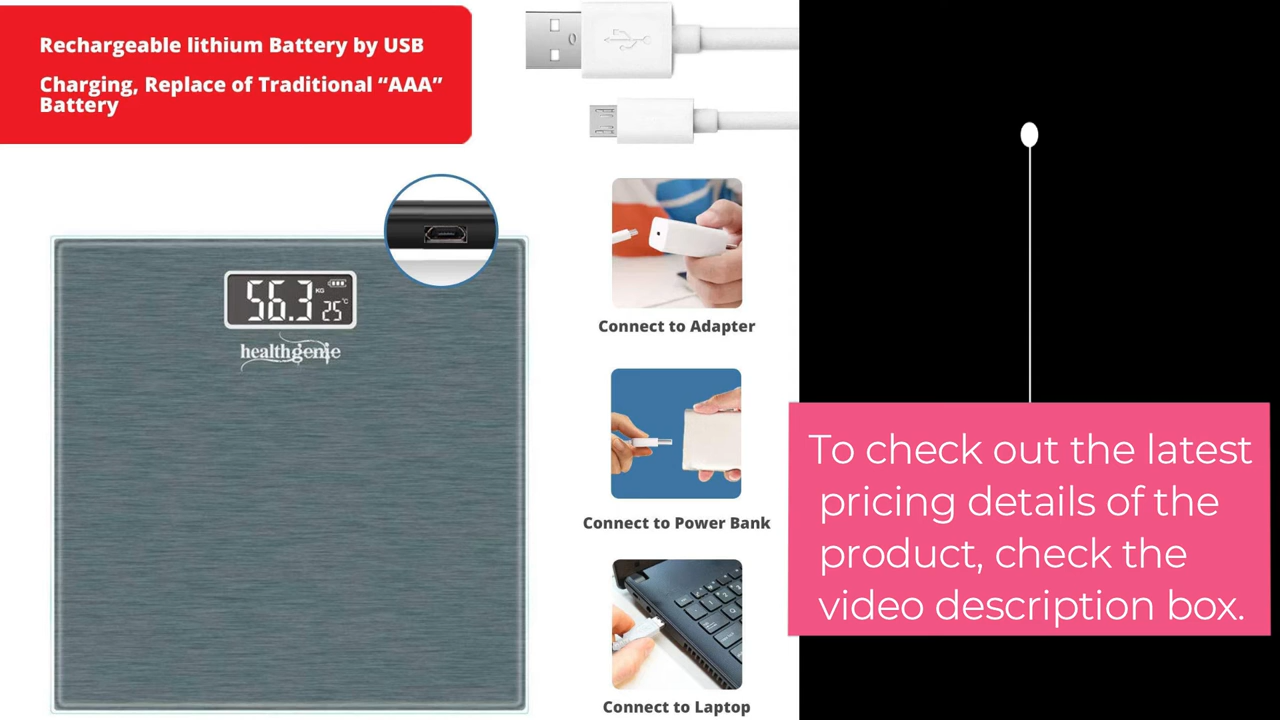 Rechargeable lithium Battery by USB
Charging, Replace of Traditional “AAA”
Battery
56.3 KG
25 °C
healthgenie
Connect to Adapter
Connect to Power Bank
Connect to Laptop
To check out the latest
pricing details of the
product, check the
video description box.